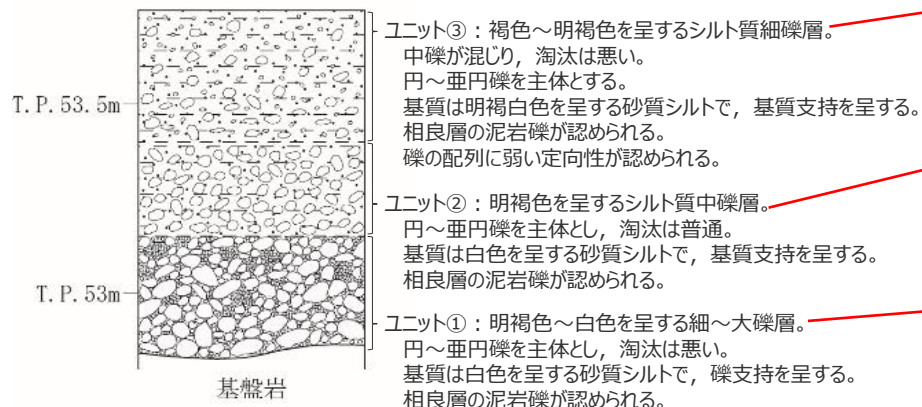 ユニット③：褐色～明褐色を呈するシルト質細礫層。
中礫が混じり，淘汰は悪い。
円～亜円礫を主体とする。
T.P. 53.5m
基質は明褐白色を呈する砂質シルトで，基質支持を呈する。
相良層の泥岩礫が認められる。
礫の配列に弱い定向性が認められる。
ユニット②：明褐色を呈するシルト質中礫層。
円～亜円礫を主体とし，淘汰は普通。
基質は白色を呈する砂質シルトで，基質支持を呈する。
相良層の泥岩礫が認められる。
T.P. 53m
ユニット①：明褐色～白色を呈する細～大礫層。
円～亜円礫を主体とし，淘汰は悪い。
基質は白色を呈する砂質シルトで，礫支持を呈する。
相良層の泥岩礫が認められる。
基盤岩